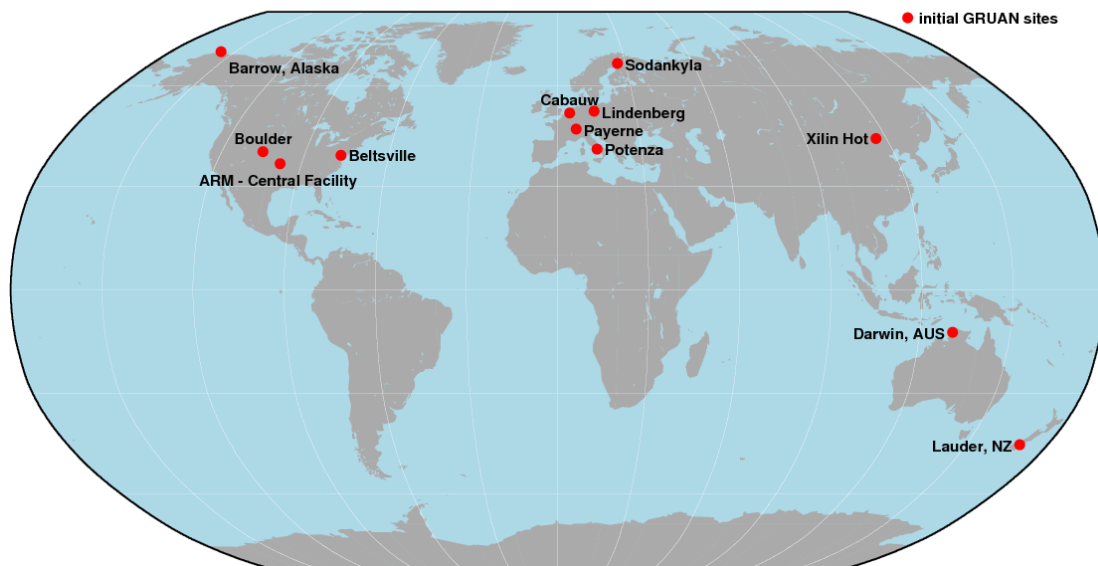 initial GRUAN sites
Barrow, Alaska
Sodankyla
Cabauw
Lindenberg
Payerne
Potenza
Boulder
Beltsville
ARM - Central Facility
Xilin Hot
Darwin, AUS
Lauder, NZ